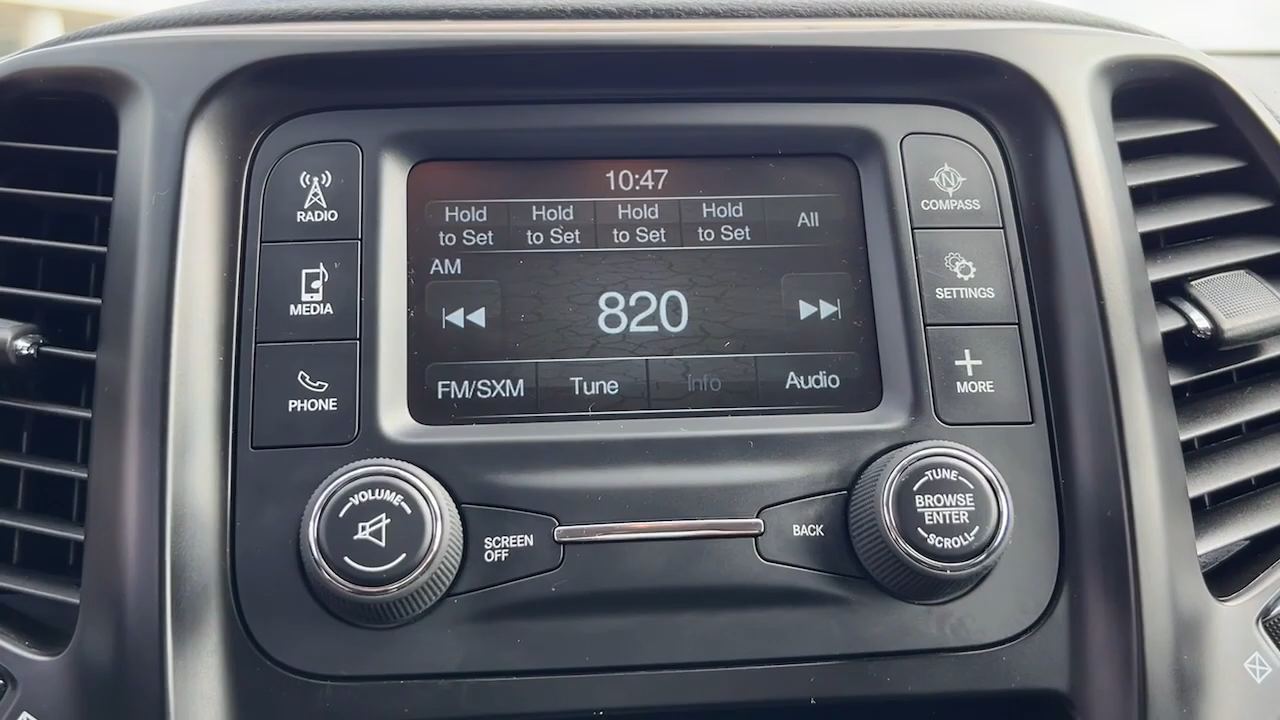 10:47
Hold to Set
Hold to Set
Hold to Set
Hold to Set
All
AM
820
FM/SXM
Tune
Info
Audio
RADIO
MEDIA
PHONE
N
COMPASS
SETTINGS
MORE
VOLUME
SCREEN
OFF
BACK
TUNE
BROWSE
ENTER
SCROLL